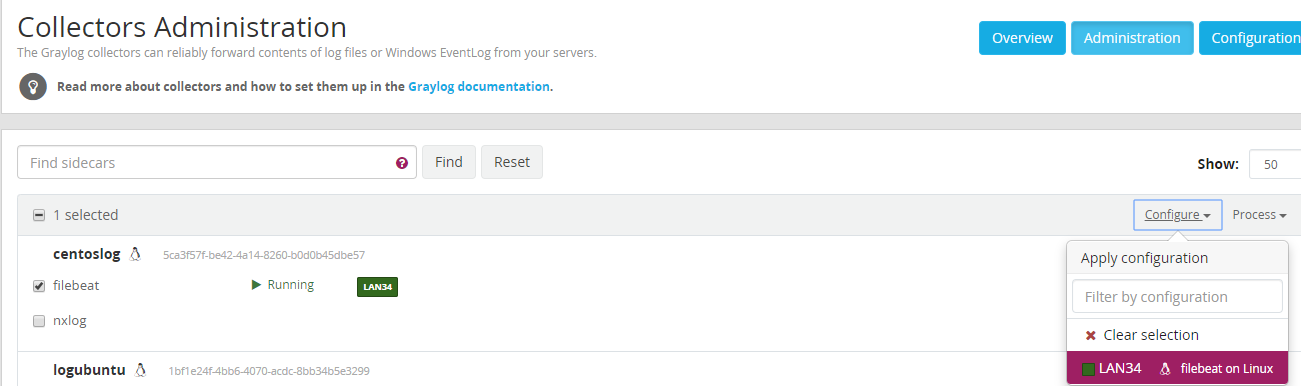 Collectors Administration
The Graylog collectors can reliably forward contents of log files or Windows EventLog from your servers.
Overview
Administration
Configuration
Read more about collectors and how to set them up in the Graylog documentation.
Find sidecars
Find
Reset
Show:
50
1 selected
Configure
Process
centoslog
5ca3f57f-be42-4a14-8260-b0d0b45dbe57
Apply configuration
filebeat
Running
LAN34
Filter by configuration
nxlog
Clear selection
logubuntu
1bf1e24f-4bb6-4070-acdc-8bb34b5e3299
LAN34
filebeat on Linux